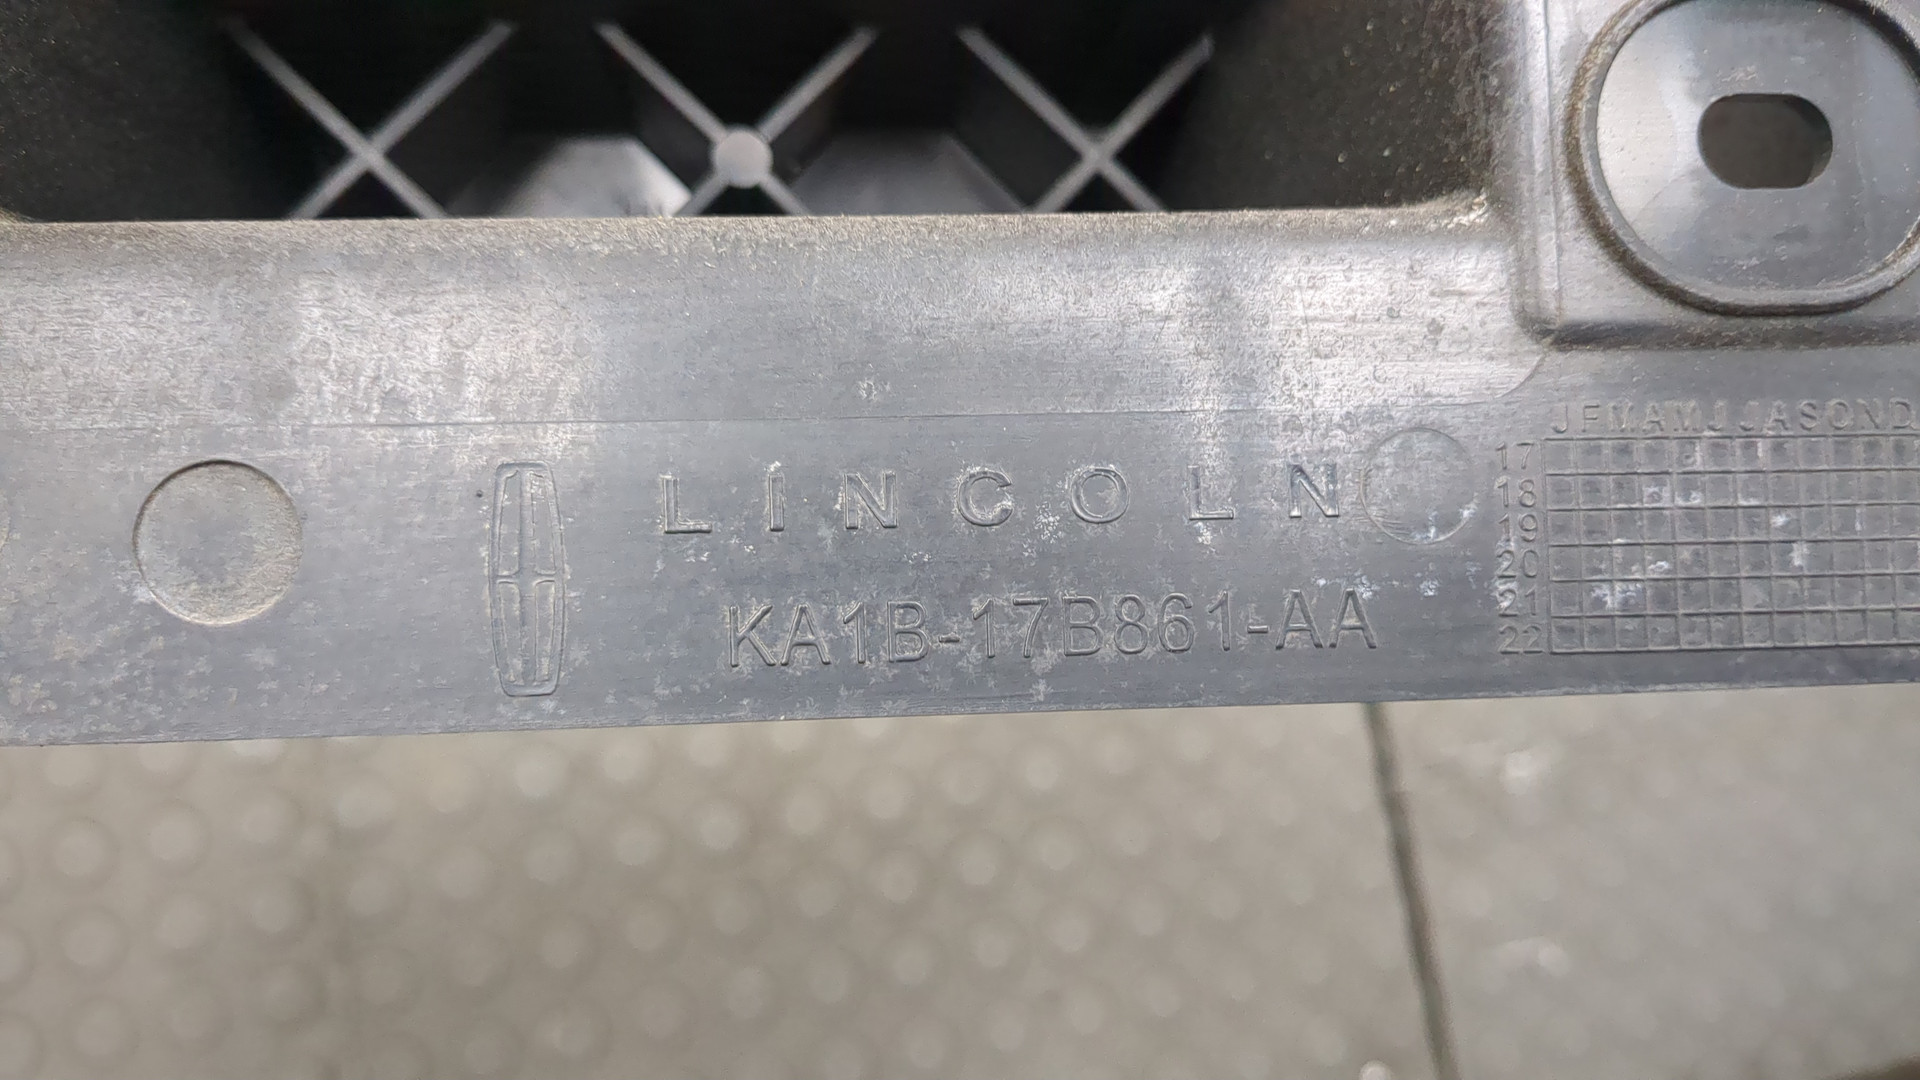 LINCOLN
KA1B-17B861-AA
JFMAMJJASOND
17
18
19
20
21
22